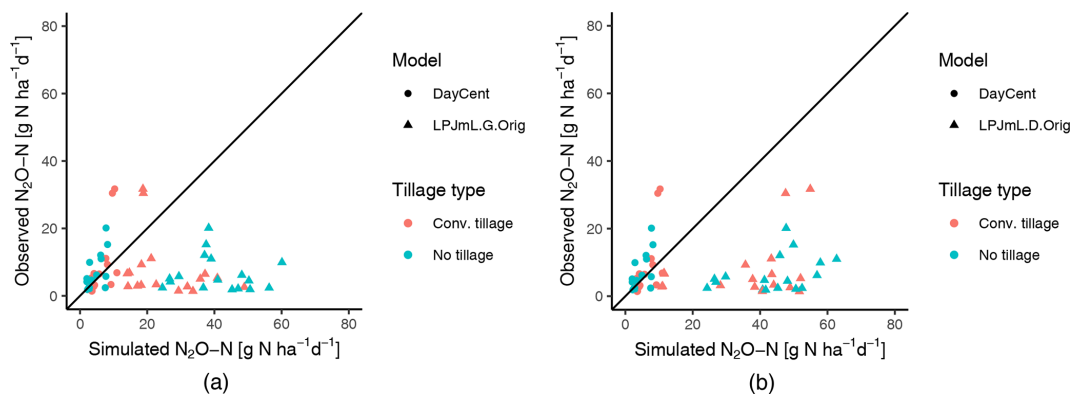 80
60
40
20
0
Observed N₂O−N [g N ha⁻¹d⁻¹]
0 20 40 60 80
Simulated N₂O−N [g N ha⁻¹d⁻¹]
Model
DayCent
LPJmL.G.Orig
Tillage type
Conv. tillage
No tillage
(a)
80
60
40
20
0
Observed N₂O−N [g N ha⁻¹d⁻¹]
0 20 40 60 80
Simulated N₂O−N [g N ha⁻¹d⁻¹]
Model
DayCent
LPJmL.D.Orig
Tillage type
Conv. tillage
No tillage
(b)